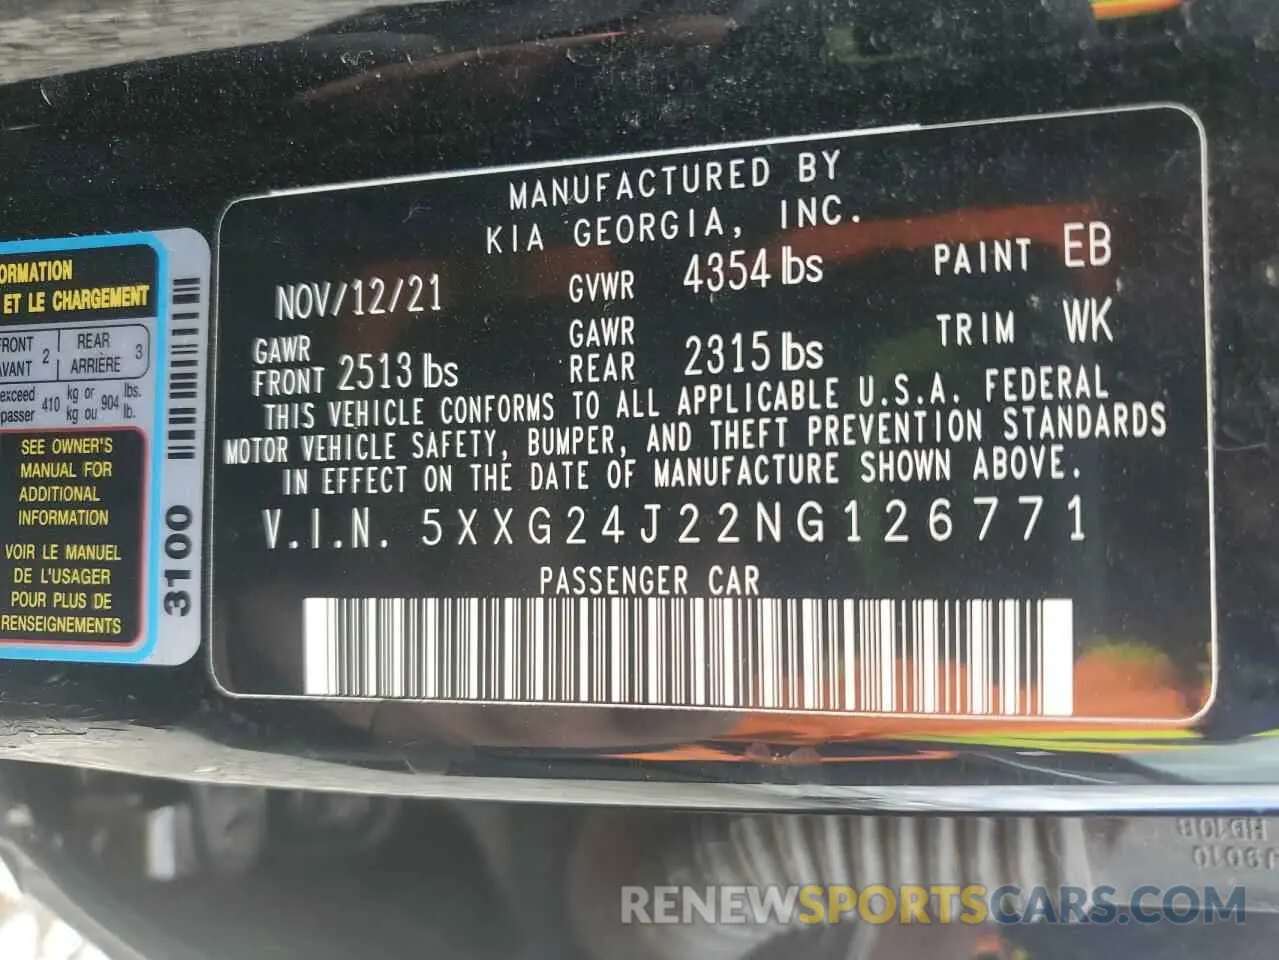 ORMATION
ET LE CHARGEMENT
FRONT
AVANT 2
REAR
ARRIÈRE 3
exceed 410 kg or 904 lbs.
passer kg ou lb.
SEE OWNER'S
MANUAL FOR
ADDITIONAL
INFORMATION
VOIR LE MANUEL
DE L'USAGER
POUR PLUS DE
RENSEIGNEMENTS
3100
MANUFACTURED BY
KIA GEORGIA, INC.
NOV/12/21 GVWR 4354 lbs PAINT EB
GAWR
FRONT 2513 lbs
GAWR
REAR 2315 lbs
TRIM WK
THIS VEHICLE CONFORMS TO ALL APPLICABLE U.S.A. FEDERAL
MOTOR VEHICLE SAFETY, BUMPER, AND THEFT PREVENTION STANDARDS
IN EFFECT ON THE DATE OF MANUFACTURE SHOWN ABOVE.
V.I.N. 5XXG24J22NG126771
PASSENGER CAR
RENEWSPORTSCARS.COM